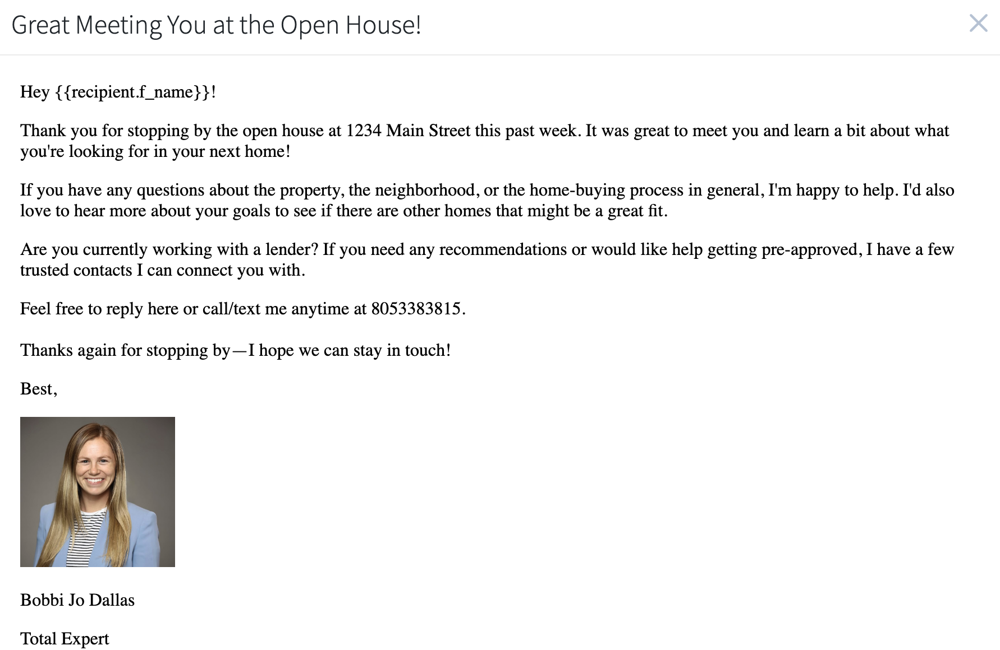 Great Meeting You at the Open House!
Hey {{recipient.f_name}}!
Thank you for stopping by the open house at 1234 Main Street this past week. It was great to meet you and learn a bit about what
you're looking for in your next home!
If you have any questions about the property, the neighborhood, or the home-buying process in general, I'm happy to help. I'd also
love to hear more about your goals to see if there are other homes that might be a great fit.
Are you currently working with a lender? If you need any recommendations or would like help getting pre-approved, I have a few
trusted contacts I can connect you with.
Feel free to reply here or call/text me anytime at 8053383815.
Thanks again for stopping by—I hope we can stay in touch!
Best,
Bobbi Jo Dallas
Total Expert